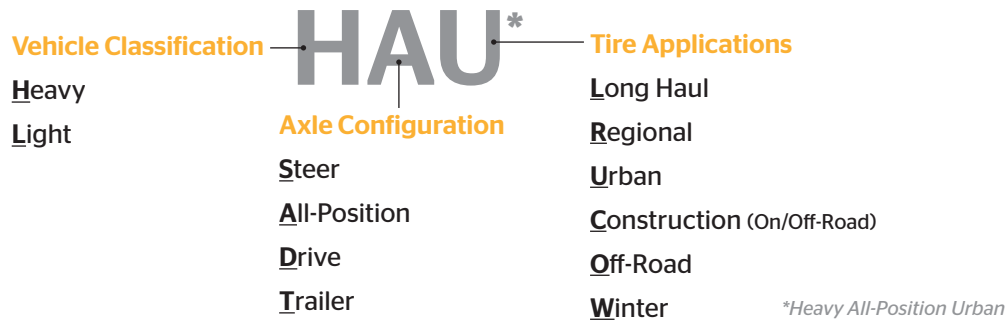 HAU*
Vehicle Classification
Heavy
Light
Axle Configuration
Steer
All-Position
Drive
Trailer
Tire Applications
Long Haul
Regional
Urban
Construction (On/Off-Road)
Off-Road
Winter
*Heavy All-Position Urban